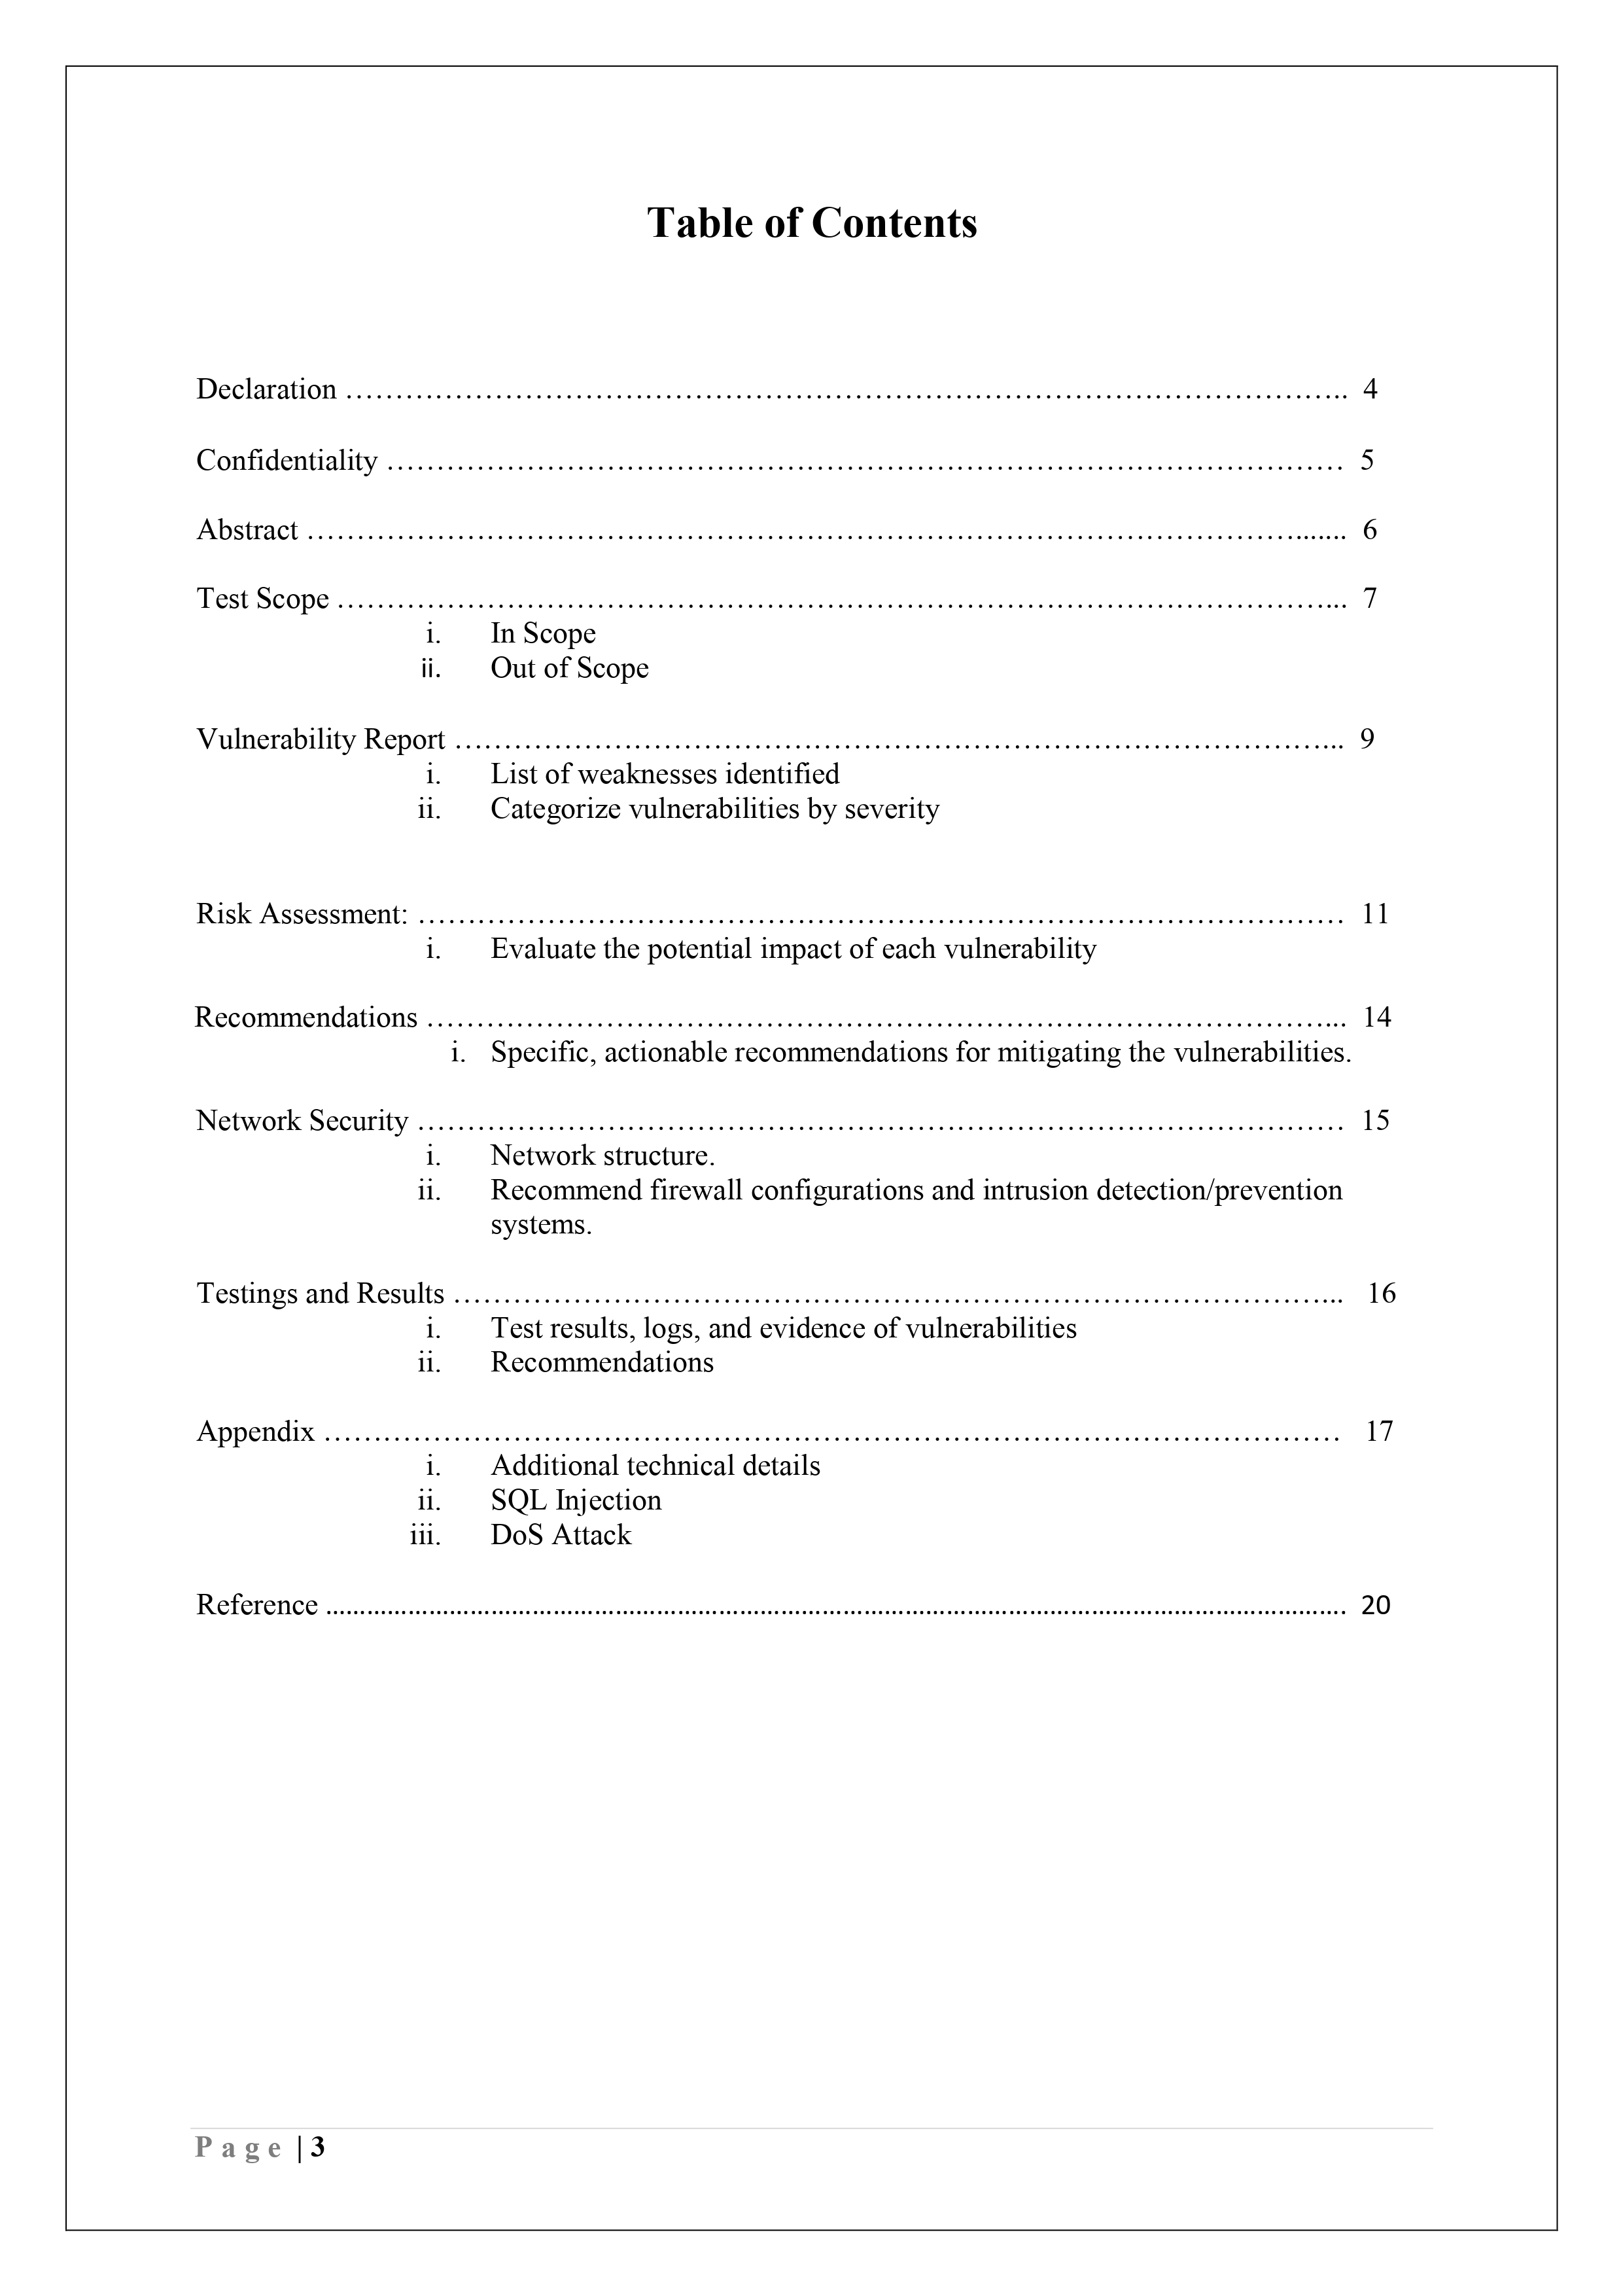 Table of Contents
Declaration ………………………………………………………………………………………….. 4
Confidentiality …………………………………………………………………………………… 5
Abstract ……………………………………………………………………………………....... 6
Test Scope ……………………………………………………………………………………... 7
i. In Scope
ii. Out of Scope
Vulnerability Report ……………………………………………………………………………... 9
i. List of weaknesses identified
ii. Categorize vulnerabilities by severity
Risk Assessment: ………………………………………………………………………………… 11
i. Evaluate the potential impact of each vulnerability
Recommendations ………………………………………………………………………………... 14
i. Specific, actionable recommendations for mitigating the vulnerabilities.
Network Security ………………………………………………………………………………… 15
i. Network structure.
ii. Recommend firewall configurations and intrusion detection/prevention
systems.
Testings and Results ……………………………………………………………………………... 16
i. Test results, logs, and evidence of vulnerabilities
ii. Recommendations
Appendix ………………………………………………………………………………………… 17
i. Additional technical details
ii. SQL Injection
iii. DoS Attack
Reference ……………………………………………………………………………………………. 20
Page | 3